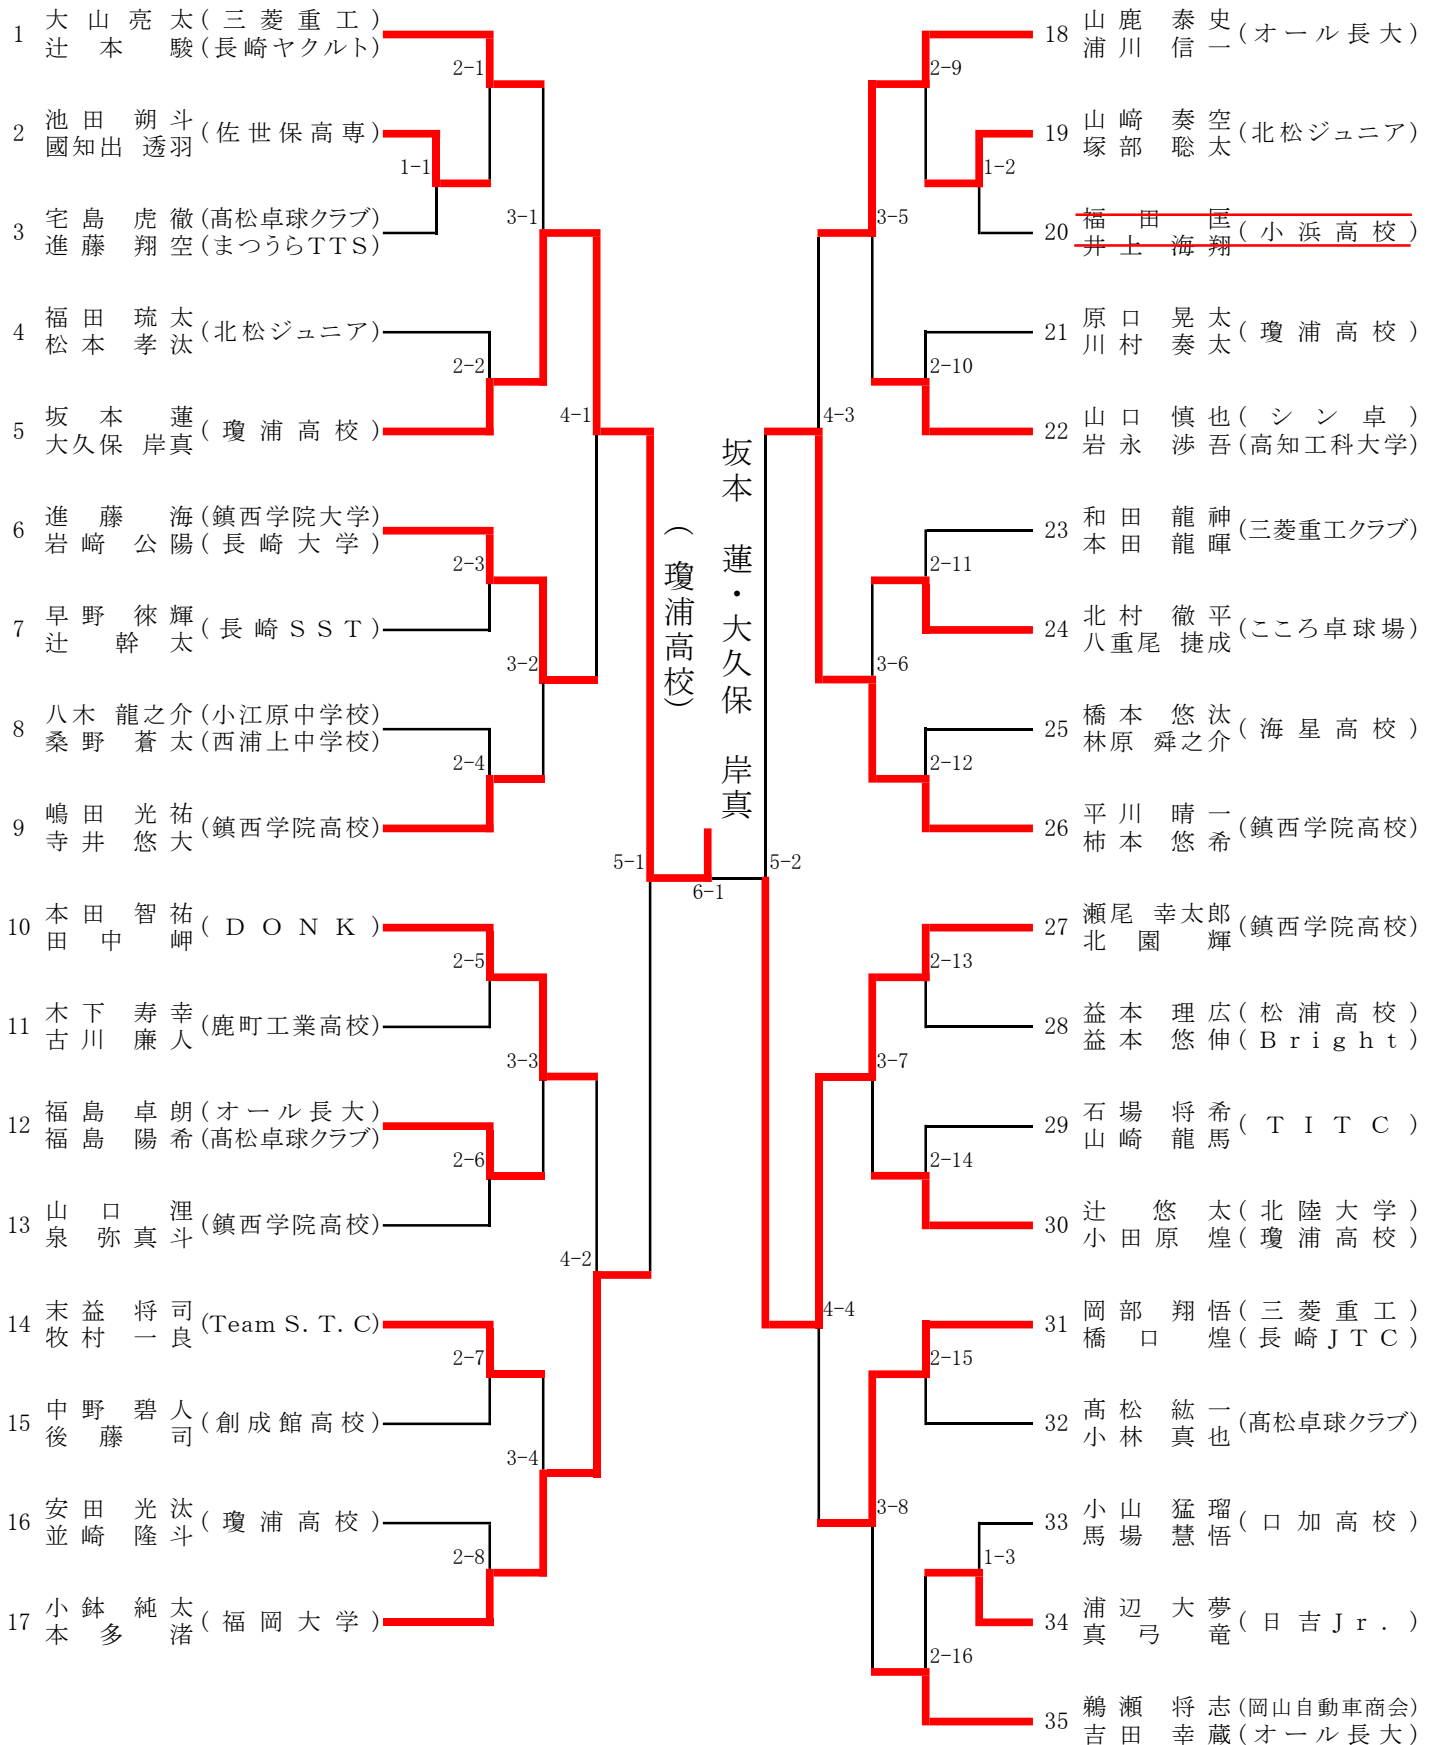 1 大山亮太(三菱重工)
辻本 駿(長崎ヤクルト)
2-1
2 池田 朔斗(佐世保高専)
國知出 透羽
1-1
3 宅島 虎徹(髙松卓球クラブ)
進藤 翔空(まつうらTTS)
3-1
4 福田 琉太(北松ジュニア)
松本 孝汰
2-2
5 坂本 蓮(瓊浦高校)
大久保 岸真
4-1
6 進藤 海(鎮西学院大学)
岩﨑 公陽(長崎大学)
2-3
7 早野 徠輝(長崎SST)
辻 幹太
3-2
8 八木 龍之介(小江原中学校)
桑野 蒼太(西浦上中学校)
2-4
9 嶋田 光祐(鎮西学院高校)
寺井 悠大
5-1
10 本田 智祐(DONK)
田中 岬
2-5
11 木下 寿幸(鹿町工業高校)
古川 廉人
3-3
12 福島 卓朗(オール長大)
福島 陽希(髙松卓球クラブ)
2-6
13 山口 浬(鎮西学院高校)
泉 弥真斗
4-2
14 末益 将司(Team S.T.C)
牧村 一良
2-7
15 中野 碧人(創成館高校)
後藤 司
3-4
16 安田 光汰(瓊浦高校)
並崎 隆斗
2-8
17 小鉢 純太(福岡大学)
本多 渚
坂本 蓮・大久保 岸真
(瓊浦高校)
6-1
18 山鹿 泰史(オール長大)
浦川 信一
2-9
19 山﨑 奏空(北松ジュニア)
塚部 聡太
1-2
3-5
20 福田 匡(小浜高校)
井上 海翔
21 原口 晃太(瓊浦高校)
川村 奏太
2-10
4-3
22 山口 慎也(シン卓)
岩永 渉吾(高知工科大学)
23 和田 龍神(三菱重工クラブ)
本田 龍暉
2-11
24 北村 徹平(こころ卓球場)
八重尾 捷成
3-6
25 橋本 悠汰(海星高校)
林原 舜之介
2-12
26 平川 晴一(鎮西学院高校)
柿本 悠希
5-2
27 瀬尾 幸太郎(鎮西学院高校)
北園 輝
2-13
28 益本 理広(松浦高校)
益本 悠伸(Bright)
3-7
29 石場 将希(TITC)
山崎 龍馬
2-14
30 辻 悠太(北陸大学)
小田原 煌(瓊浦高校)
4-4
31 岡部 翔悟(三菱重工)
橋口 煌(長崎JTC)
2-15
32 髙松 紘一(髙松卓球クラブ)
小林 真也
3-8
33 小山 猛瑠(口加高校)
馬場 慧悟
1-3
34 浦辺 大夢(日吉Jr.)
真弓 竜
2-16
35 鵜瀬 将志(岡山自動車商会)
吉田 幸蔵(オール長大)